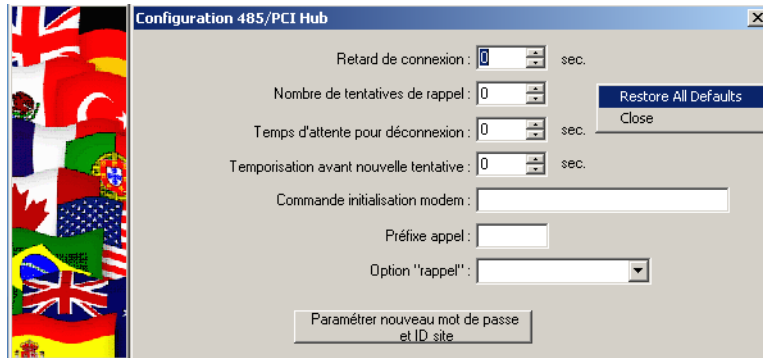 Configuration 485/PCI Hub
Retard de connexion : 0 sec.
Nombre de tentatives de rappel : 0
Restore All Defaults
Close
Temps d'attente pour déconnexion : 0 sec.
Temporisation avant nouvelle tentative : 0 sec.
Commande initialisation modem :
Préfixe appel :
Option "rappel" :
Paramétrer nouveau mot de passe
et ID site